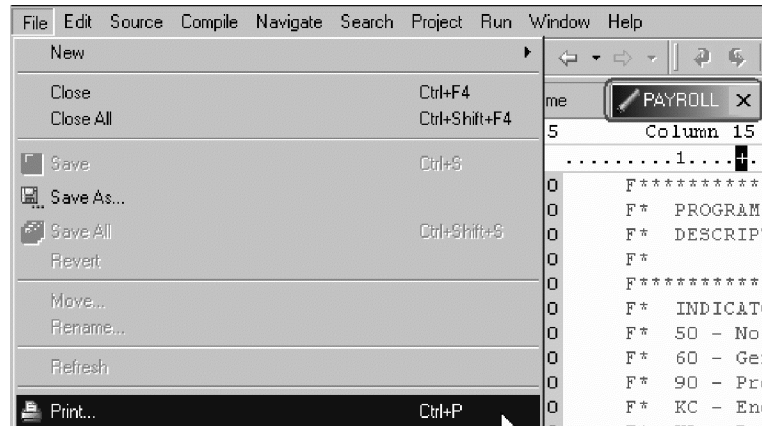 File Edit Source Compile Navigate Search Project Run Window Help
New
Close Ctrl+F4
Close All Ctrl+Shift+F4
Save Ctrl+S
Save As...
Save All Ctrl+Shift+S
Revert
Move...
Rename...
Refresh
Print... Ctrl+P
me PAYROLL
5 Column 15
.........1....+.
0 F**********
0 F* PROGRAM
0 F* DESCRIP
0 F*
0 F**********
0 F* INDICAT
0 F* 50 - No
0 F* 60 - Ge
0 F* 90 - Pr
0 F* KC - En